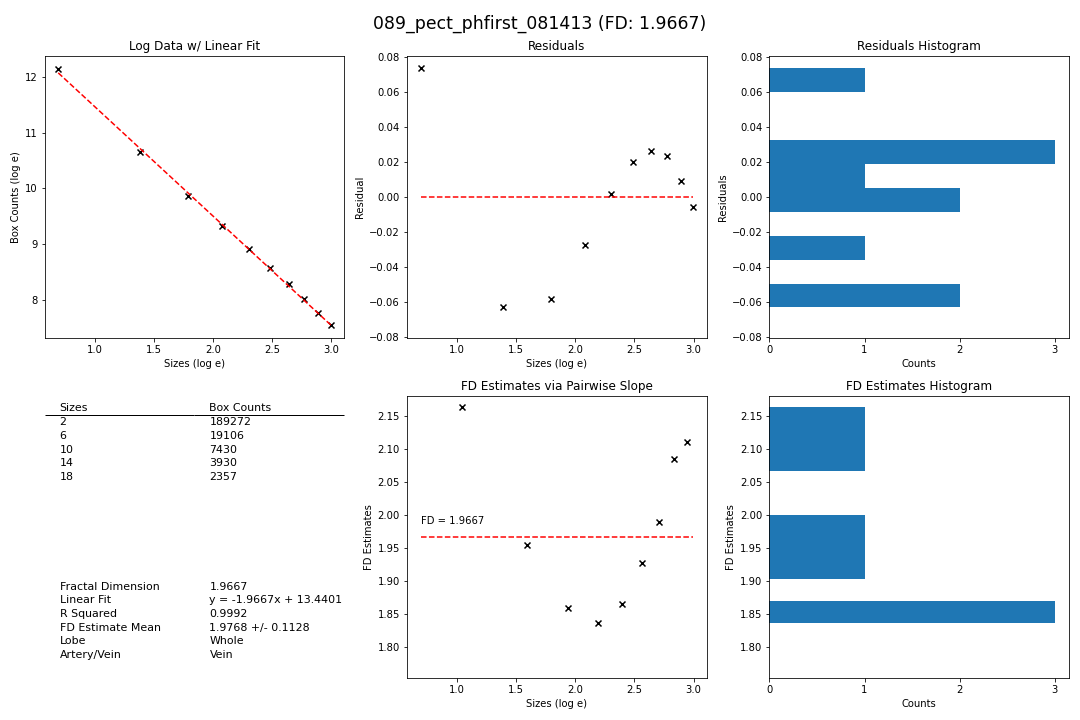 089_pect_phfirst_081413 (FD: 1.9667)
Log Data w/ Linear Fit
Box Counts (log e)
12
11
10
9
8
1.0 1.5 2.0 2.5 3.0
Sizes (log e)
Residuals
Residual
0.08
0.06
0.04
0.02
0.00
−0.02
−0.04
−0.06
−0.08
1.0 1.5 2.0 2.5 3.0
Sizes (log e)
Residuals Histogram
Residuals
0.08
0.06
0.04
0.02
0.00
−0.02
−0.04
−0.06
−0.08
0 1 2 3
Counts
Sizes Box Counts
2 189272
6 19106
10 7430
14 3930
18 2357
Fractal Dimension 1.9667
Linear Fit y = -1.9667x + 13.4401
R Squared 0.9992
FD Estimate Mean 1.9768 +/- 0.1128
Lobe Whole
Artery/Vein Vein
FD Estimates via Pairwise Slope
FD Estimates
2.15
2.10
2.05
2.00
1.95
1.90
1.85
1.80
FD = 1.9667
1.0 1.5 2.0 2.5 3.0
Sizes (log e)
FD Estimates Histogram
FD Estimates
2.15
2.10
2.05
2.00
1.95
1.90
1.85
1.80
0 1 2 3
Counts